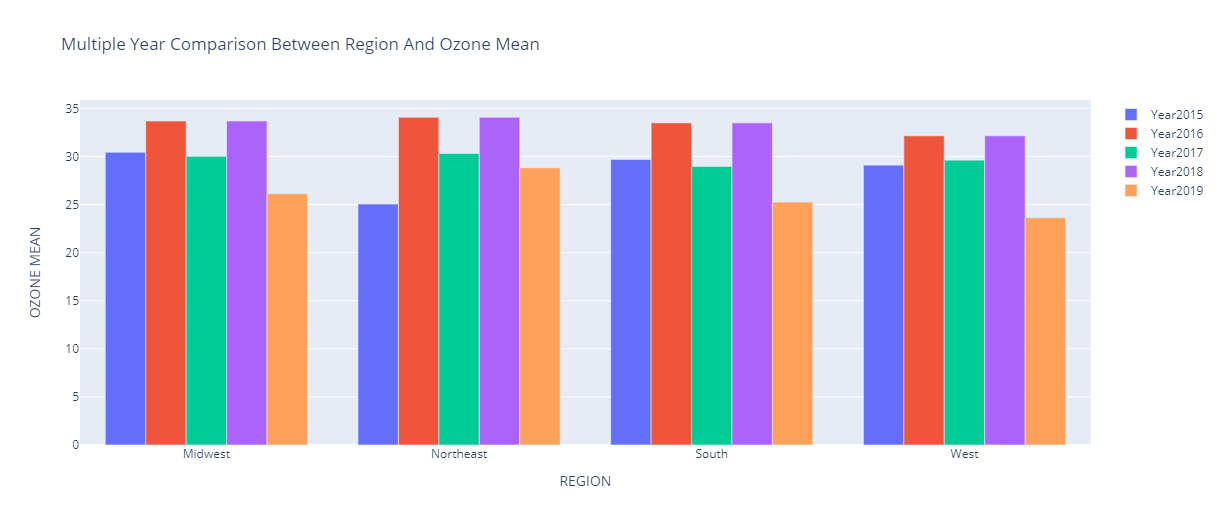 Multiple Year Comparison Between Region And Ozone Mean
35
30
25
20
15
10
5
0
OZONE MEAN
Midwest
Northeast
South
West
REGION
Year2015
Year2016
Year2017
Year2018
Year2019